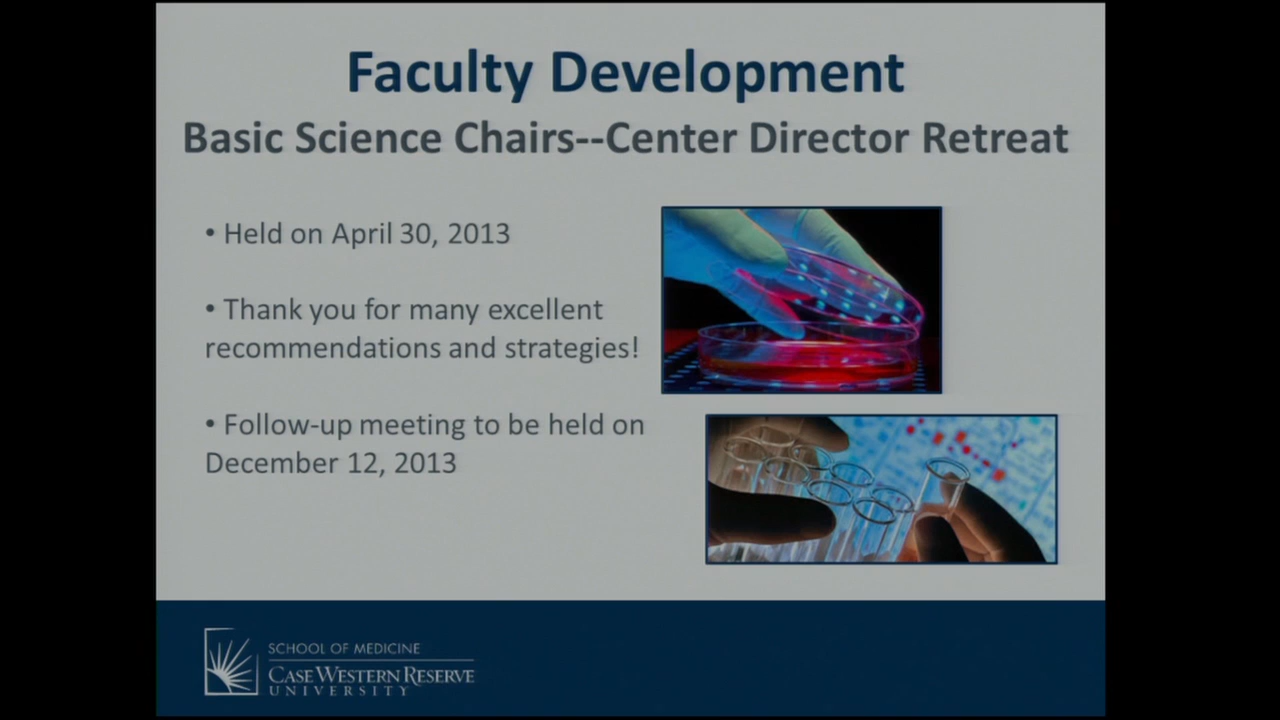 Faculty Development
Basic Science Chairs--Center Director Retreat
• Held on April 30, 2013
• Thank you for many excellent
recommendations and strategies!
• Follow-up meeting to be held on
December 12, 2013
SCHOOL OF MEDICINE
CASE WESTERN RESERVE
UNIVERSITY